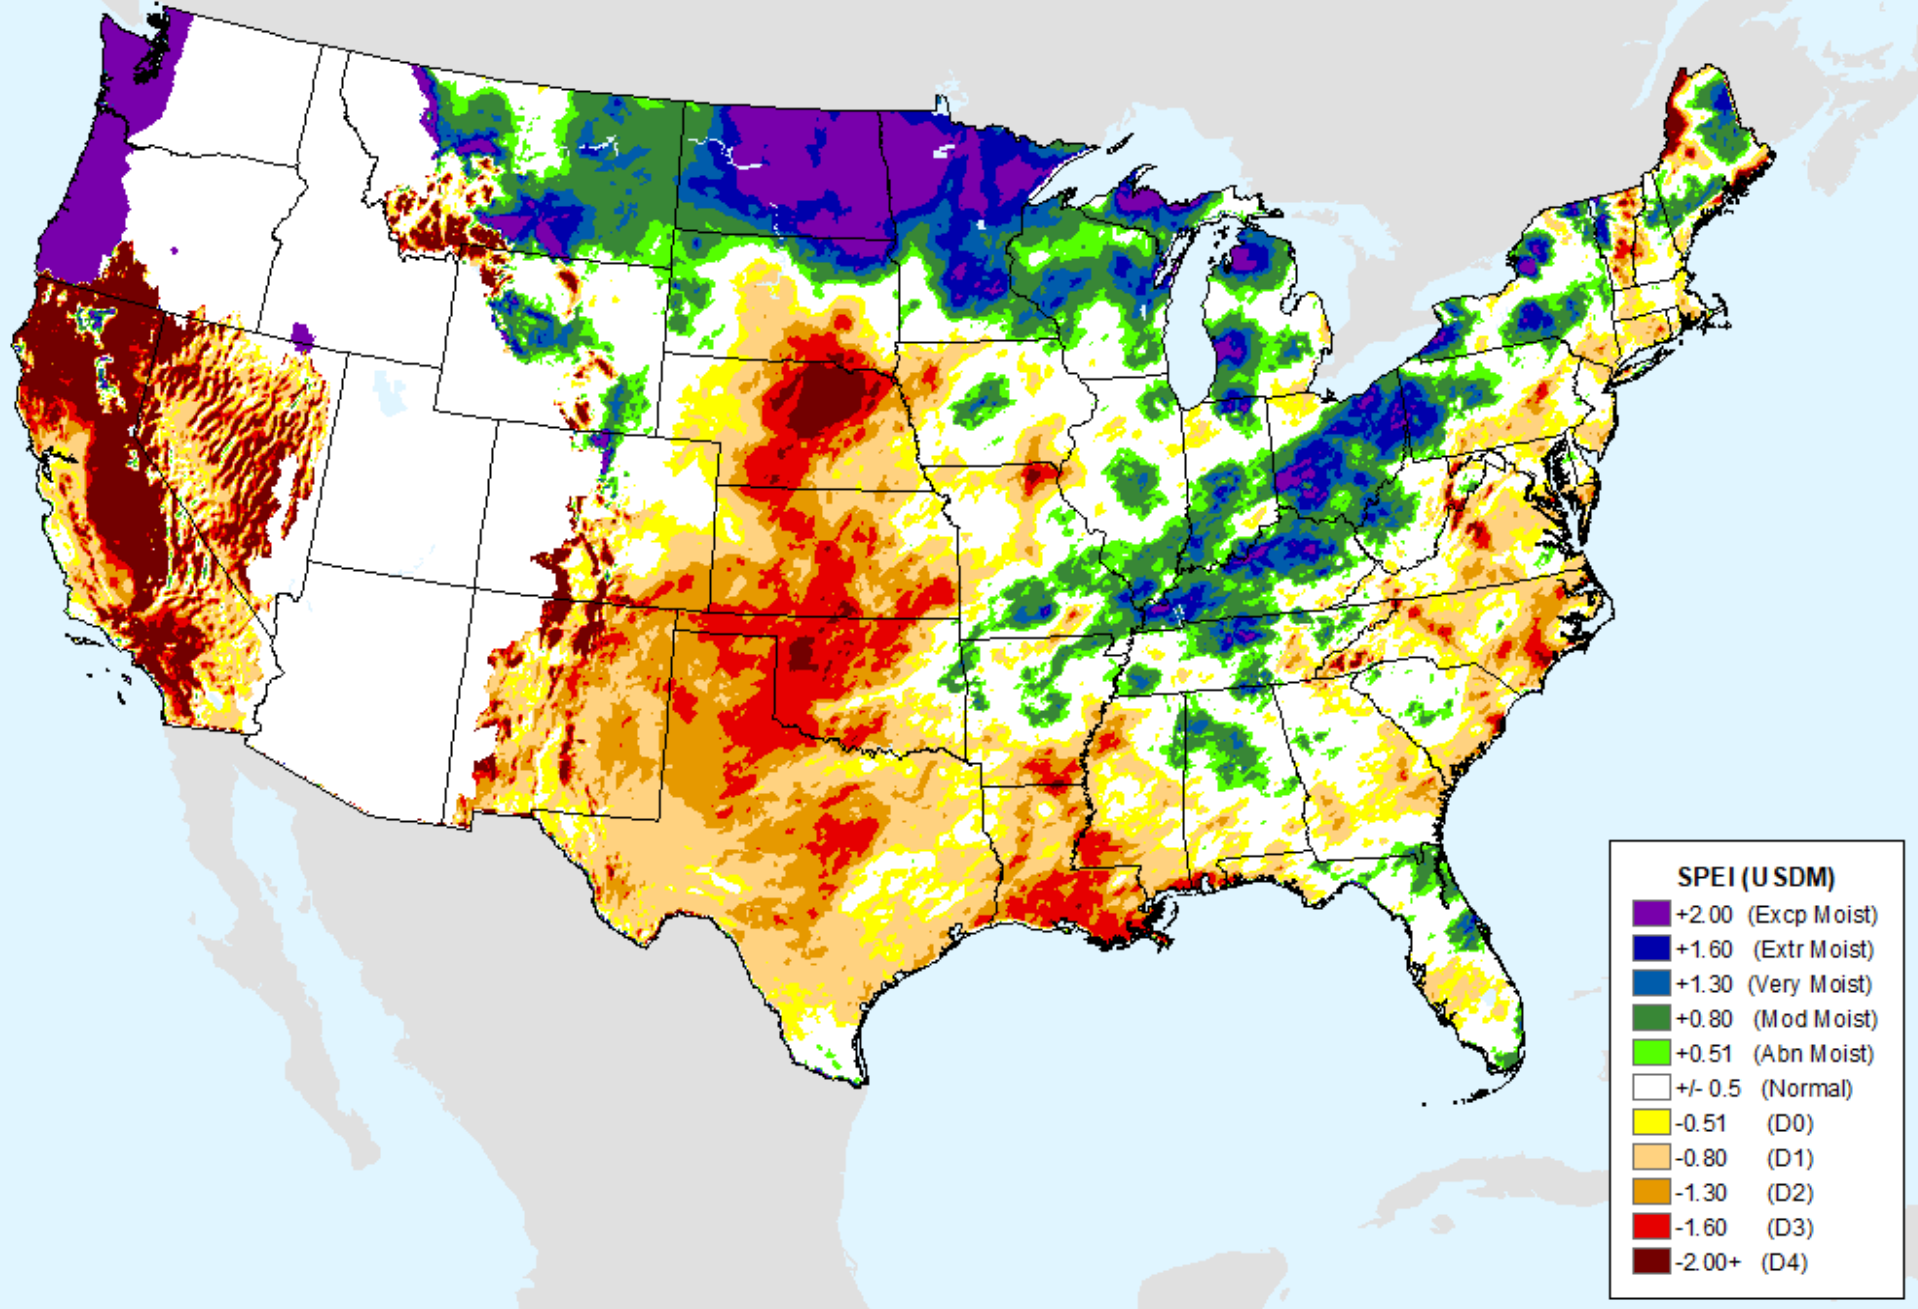 SPEI (USDM)
+2.00 (Excp Moist)
+1.60 (Extr Moist)
+1.30 (Very Moist)
+0.80 (Mod Moist)
+0.51 (Abn Moist)
+/- 0.5 (Normal)
-0.51 (D0)
-0.80 (D1)
-1.30 (D2)
-1.60 (D3)
-2.00+ (D4)